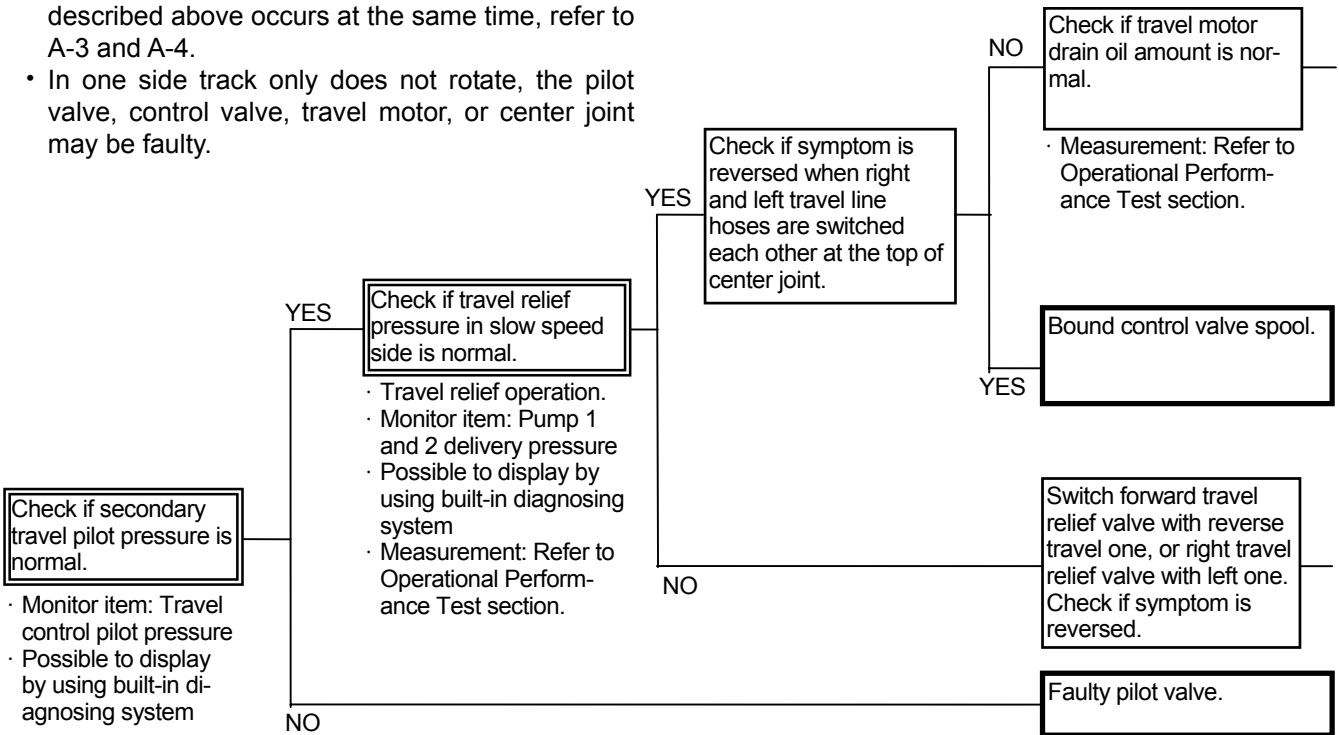 described above occurs at the same time, refer to
A-3 and A-4.
• In one side track only does not rotate, the pilot
valve, control valve, travel motor, or center joint
may be faulty.
Check if secondary
travel pilot pressure is
normal.
· Monitor item: Travel
control pilot pressure
· Possible to display
by using built-in di-
agnosing system
YES
NO
Check if travel relief
pressure in slow speed
side is normal.
· Travel relief operation.
· Monitor item: Pump 1
and 2 delivery pressure
· Possible to display by
using built-in diagnosing
system
· Measurement: Refer to
Operational Perform-
ance Test section.
YES
NO
Check if symptom is
reversed when right
and left travel line
hoses are switched
each other at the top of
center joint.
NO
YES
Check if travel motor
drain oil amount is nor-
mal.
· Measurement: Refer to
Operational Perform-
ance Test section.
Bound control valve spool.
Switch forward travel
relief valve with reverse
travel one, or right travel
relief valve with left one.
Check if symptom is
reversed.
Faulty pilot valve.